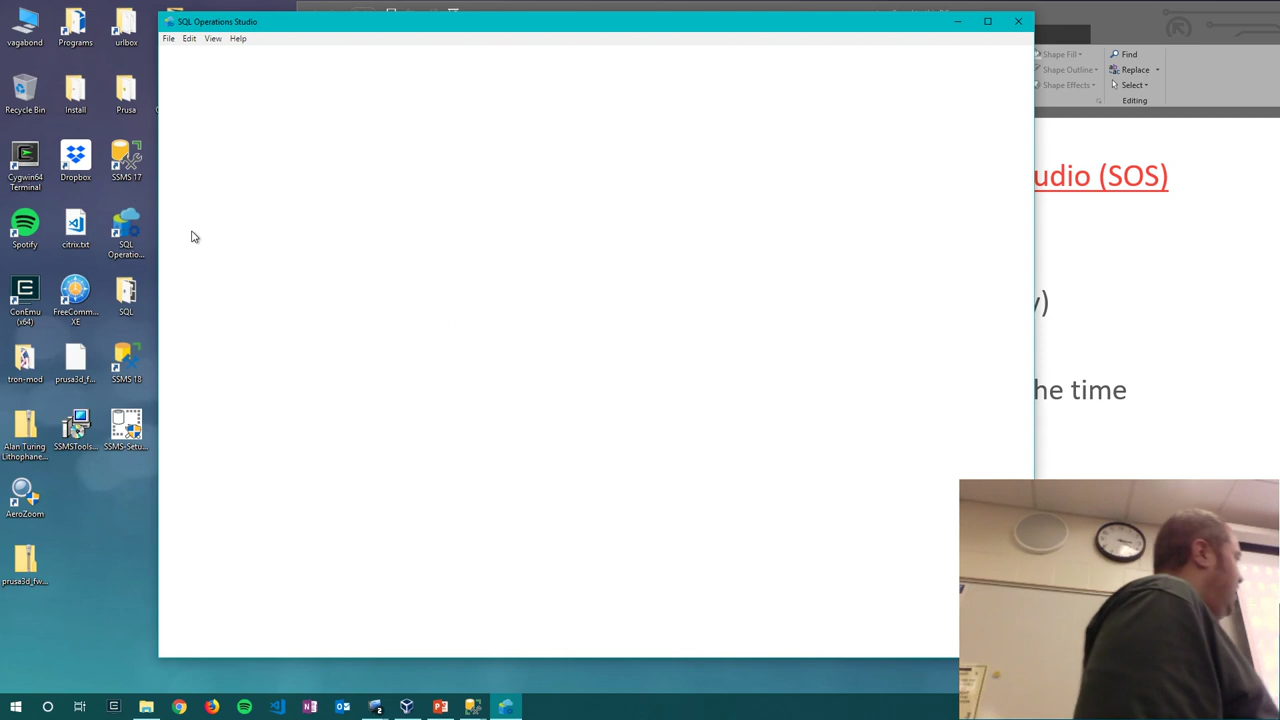 SQL Operations Studio
File Edit View Help
vagabond
Programs
urlbox
Recycle Bin
Install
Prusa
Cygwin64
Terminal
Dropbox
SSMS 17
Spotify
citrix.txt
SQL
Operatio...
ConEmu
(x64)
FreeComm...
XE
SQL
tron-mod
prusa3d_f...
SSMS 18
Alan Turing
Lithophane...
SSMSTools...
SSMS-Setu...
AeroZoom
prusa3d_fw...
Shape Fill
Shape Outline
Shape Effects
Find
Replace
Select
Editing
udio (SOS)
y)
he time